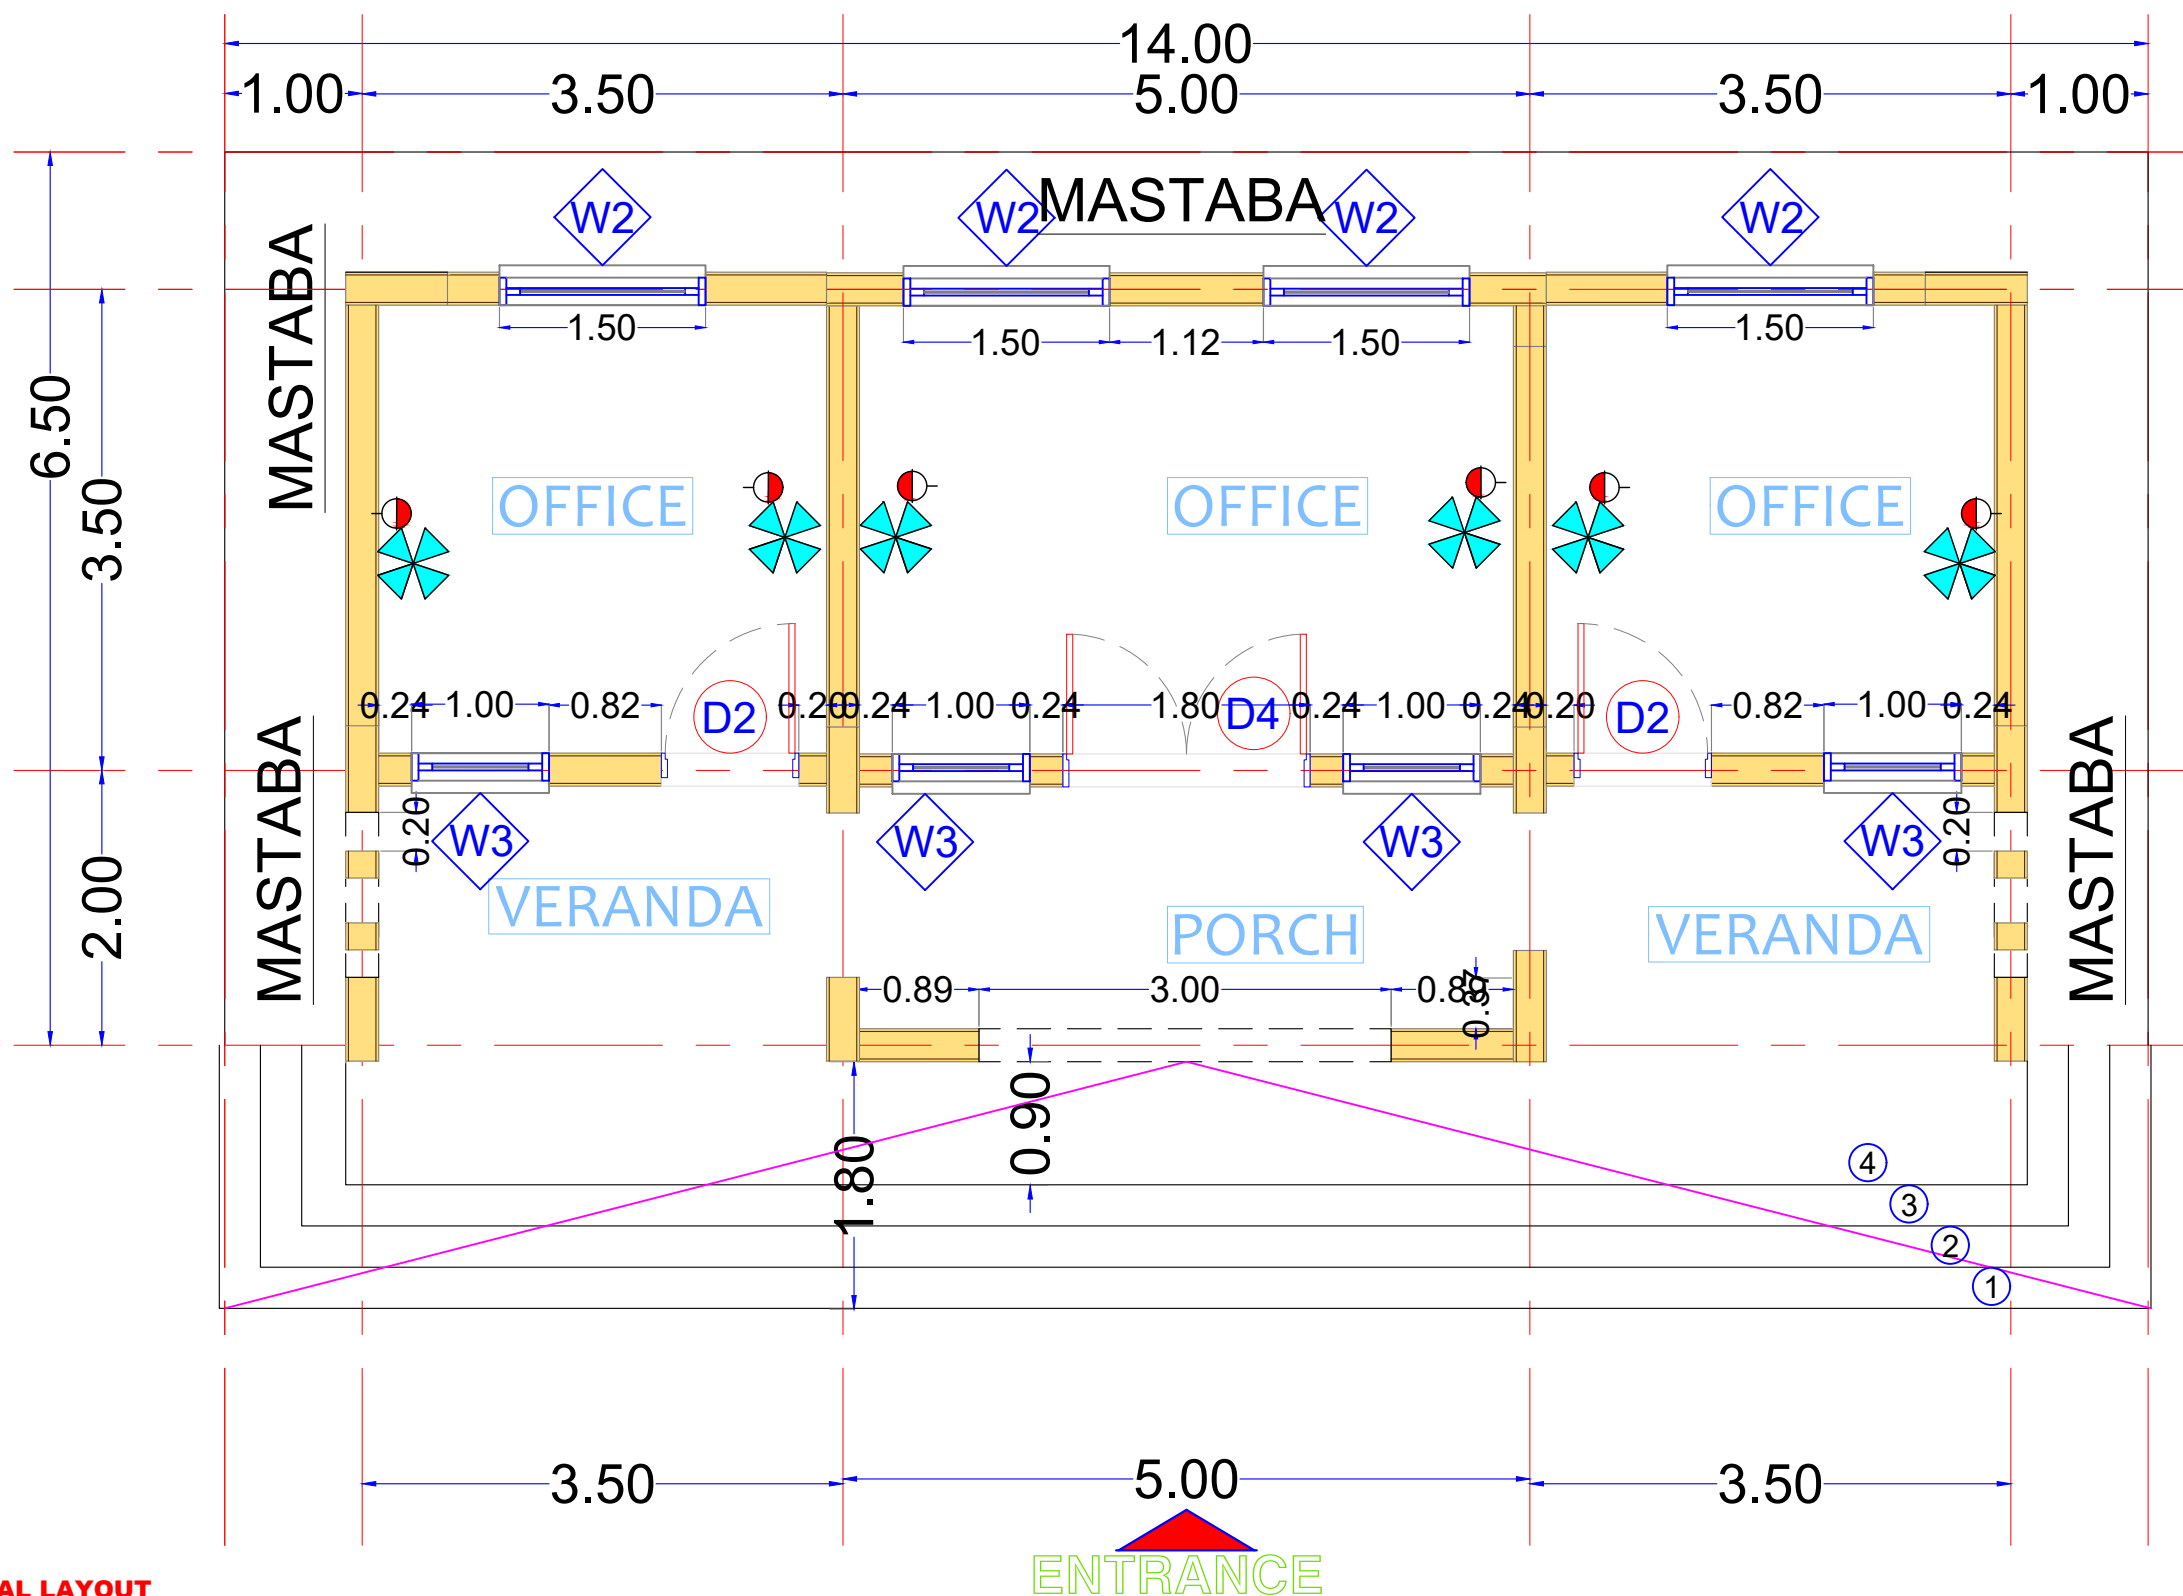 14.00
1.00 3.50 5.00 3.50 1.00
MASTABA
W2 W2 W2 W2
MASTABA
1.50 1.50 1.12 1.50 1.50
6.50
3.50
OFFICE OFFICE OFFICE
0.24 1.00 0.82 D2 0.20 0.24 1.00 0.24 1.80 D4 0.24 1.00 0.24 0.20 D2 0.82 1.00 0.24
MASTABA
MASTABA
0.20 0.20
W3 W3 W3 W3
2.00
VERANDA PORCH VERANDA
0.89 3.00 0.89
0.37
0.90
1.80
4
3
2
1
3.50 5.00 3.50
ENTRANCE
AL LAYOUT